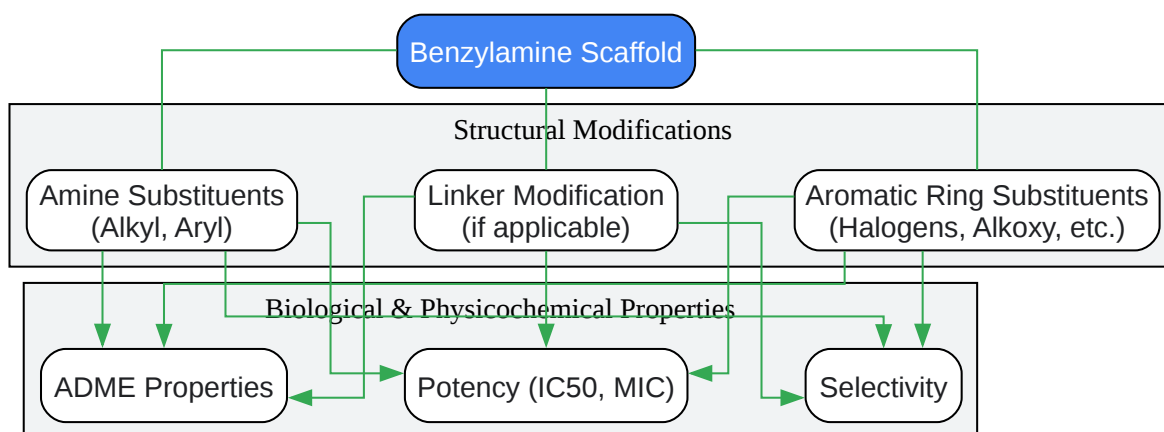 Benzylamine Scaffold
Structural Modifications
Amine Substituents
(Alkyl, Aryl)
Linker Modification
(if applicable)
Aromatic Ring Substituents
(Halogens, Alkoxy, etc.)
Biological & Physicochemical Properties
ADME Properties
Potency (IC50, MIC)
Selectivity